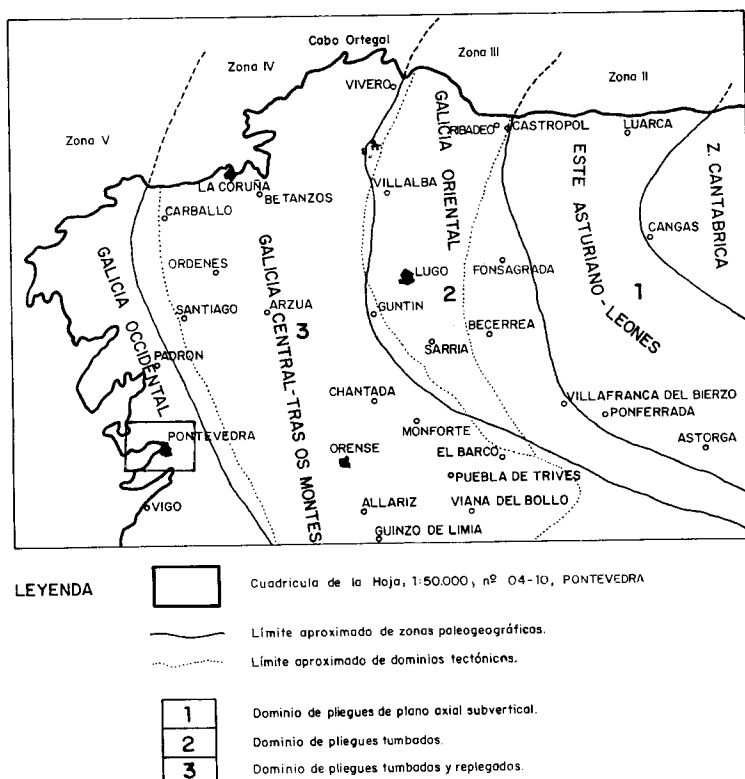 Cabo Ortegal
Zona III
Zona IV
Zona II
VIVERO
Zona V
GALICIA ORIENTAL
RIBADEO
CASTROPOL
LUARCA
LA CORUÑA
BETANZOS
VILLALBA
CARBALLO
ESTE ASTURIANO-LEONES
Z. CANTABRICA
CANGAS
GALICIA OCCIDENTAL
ORDENES
GALICIA CENTRAL-TRAS OS MONTES
LUGO
FONSAGRADA
2
1
SANTIAGO
ARZUA
3
GUNTIN
BECERREA
SARRIA
PADRON
CHANTADA
VILLAFRANCA DEL BIERZO
PONFERRADA
MONFORTE
PONTEVEDRA
ORENSE
EL BARCO
ASTORGA
PUEBLA DE TRIVES
VIGO
ALLARIZ
VIANA DEL BOLLO
GUINZO DE LIMIA
LEYENDA
Cuadricula de la Hoja, 1:50.000, nº 04-10, PONTEVEDRA
Límite aproximado de zonas paleogeográficas.
Límite aproximado de dominios tectónicos.
1 Dominio de pliegues de plano axial subvertical.
2 Dominio de pliegues tumbados.
3 Dominio de pliegues tumbados y replegados.